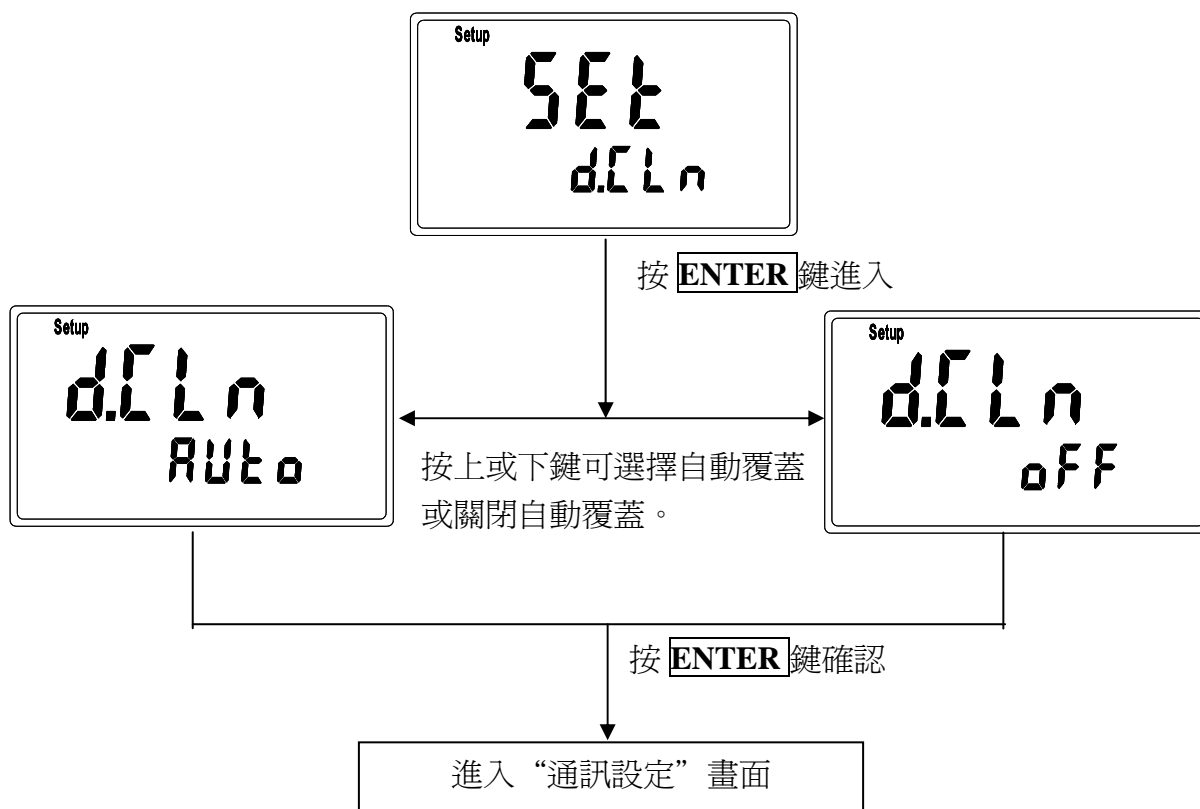 Setup
SEt
d.CLn
按 ENTER 鍵進入
Setup
d.CLn
AUto
按上或下鍵可選擇自動覆蓋
或關閉自動覆蓋。
Setup
d.CLn
oFF
按 ENTER 鍵確認
進入“通訊設定”畫面